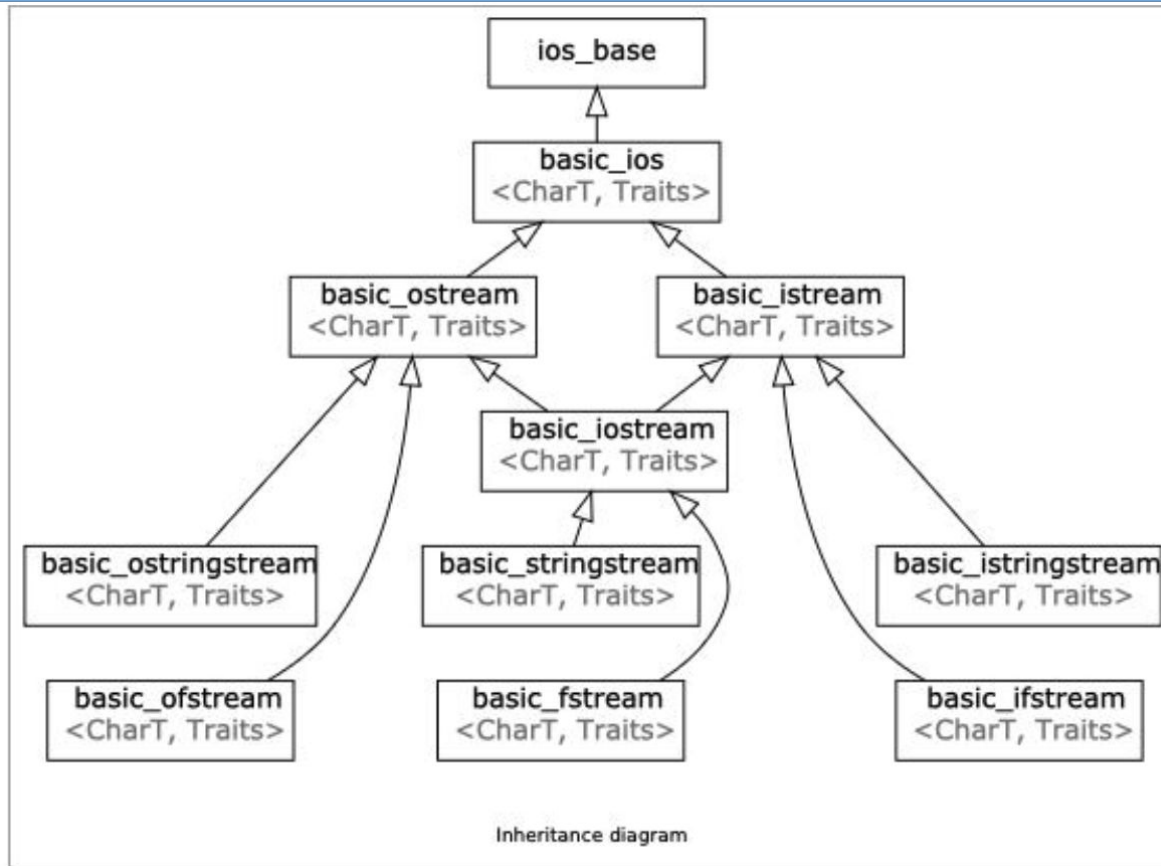 ios_base
basic_ios
<CharT, Traits>
basic_ostream
<CharT, Traits>
basic_istream
<CharT, Traits>
basic_iostream
<CharT, Traits>
basic_ostringstream
<CharT, Traits>
basic_stringstream
<CharT, Traits>
basic_istringstream
<CharT, Traits>
basic_ofstream
<CharT, Traits>
basic_fstream
<CharT, Traits>
basic_ifstream
<CharT, Traits>
Inheritance diagram